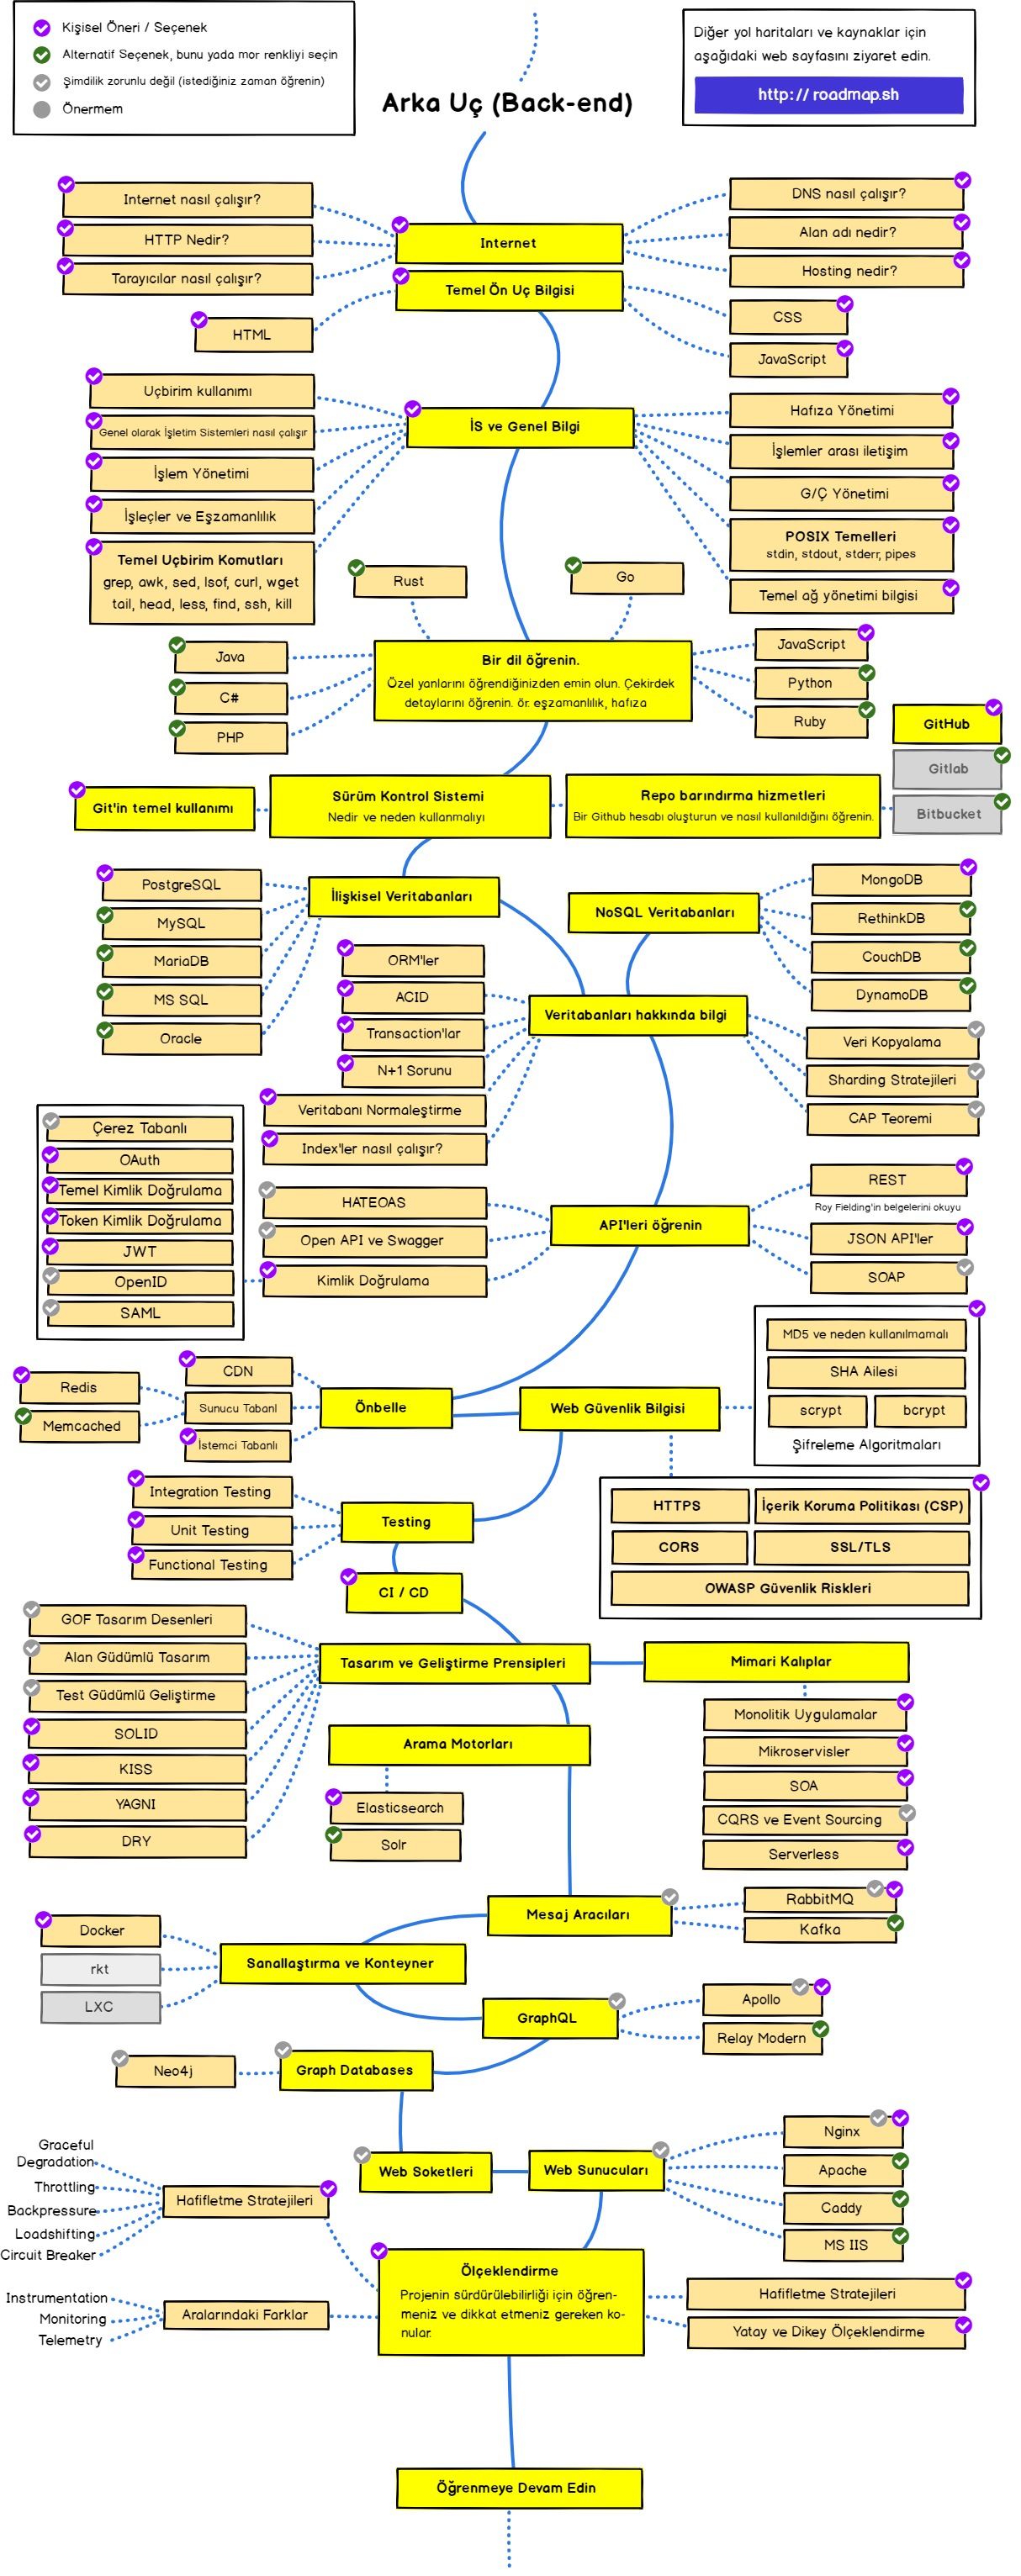 Kişisel Öneri / Seçenek
Alternatif Seçenek, bunu yada mor renkliyi seçin
Şimdilik zorunlu değil (istediğiniz zaman öğrenin)
Önermem
Diğer yol haritaları ve kaynaklar için
aşağıdaki web sayfasını ziyaret edin.
http:// roadmap.sh
Arka Uç (Back-end)
Internet nasıl çalışır?
HTTP Nedir?
Tarayıcılar nasıl çalışır?
Internet
DNS nasıl çalışır?
Alan adı nedir?
Hosting nedir?
Temel Ön Uç Bilgisi
HTML
CSS
JavaScript
Uçbirim kullanımı
Genel olarak İşletim Sistemleri nasıl çalışır
İşlem Yönetimi
İşleçler ve Eşzamanlılık
Temel Uçbirim Komutları
grep, awk, sed, lsof, curl, wget
tail, head, less, find, ssh, kill
İS ve Genel Bilgi
Hafıza Yönetimi
İşlemler arası iletişim
G/Ç Yönetimi
POSIX Temelleri
stdin, stdout, stderr, pipes
Temel ağ yönetimi bilgisi
Rust
Go
Java
C#
PHP
Bir dil öğrenin.
Özel yanlarını öğrendiğinizden emin olun. Çekirdek
detaylarını öğrenin. ör. eşzamanlılık, hafıza
JavaScript
Python
Ruby
GitHub
Gitlab
Bitbucket
Git'in temel kullanımı
Sürüm Kontrol Sistemi
Nedir ve neden kullanmalıyı
Repo barındırma hizmetleri
Bir Github hesabı oluşturun ve nasıl kullanıldığını öğrenin.
PostgreSQL
MySQL
MariaDB
MS SQL
Oracle
İlişkisel Veritabanları
NoSQL Veritabanları
MongoDB
RethinkDB
CouchDB
DynamoDB
ORM'ler
ACID
Transaction'lar
N+1 Sorunu
Veritabanı Normaleştirme
Index'ler nasıl çalışır?
Veritabanları hakkında bilgi
Veri Kopyalama
Sharding Stratejileri
CAP Teoremi
Çerez Tabanlı
OAuth
Temel Kimlik Doğrulama
Token Kimlik Doğrulama
JWT
OpenID
SAML
HATEOAS
Open API ve Swagger
Kimlik Doğrulama
API'leri öğrenin
REST
Roy Fielding'in belgelerini okuyu
JSON API'ler
SOAP
MD5 ve neden kullanılmamalı
SHA Ailesi
scrypt
bcrypt
Şifreleme Algoritmaları
Redis
Memcached
CDN
Sunucu Tabanl
İstemci Tabanlı
Önbelle
Web Güvenlik Bilgisi
HTTPS
İçerik Koruma Politikası (CSP)
CORS
SSL/TLS
OWASP Güvenlik Riskleri
Integration Testing
Unit Testing
Functional Testing
Testing
CI / CD
GOF Tasarım Desenleri
Alan Güdümlü Tasarım
Test Güdümlü Geliştirme
SOLID
KISS
YAGNI
DRY
Tasarım ve Geliştirme Prensipleri
Mimari Kalıplar
Monolitik Uygulamalar
Mikroservisler
SOA
CQRS ve Event Sourcing
Serverless
Arama Motorları
Elasticsearch
Solr
Mesaj Aracıları
RabbitMQ
Kafka
Docker
rkt
LXC
Sanallaştırma ve Konteyner
GraphQL
Apollo
Relay Modern
Neo4j
Graph Databases
Web Soketleri
Web Sunucuları
Nginx
Apache
Caddy
MS IIS
Graceful
Degradation
Throttling
Backpressure
Loadshifting
Circuit Breaker
Hafifletme Stratejileri
Instrumentation
Monitoring
Telemetry
Aralarındaki Farklar
Ölçeklendirme
Projenin sürdürülebilirliği için öğren-
meniz ve dikkat etmeniz gereken ko-
nular.
Hafifletme Stratejileri
Yatay ve Dikey Ölçeklendirme
Öğrenmeye Devam Edin